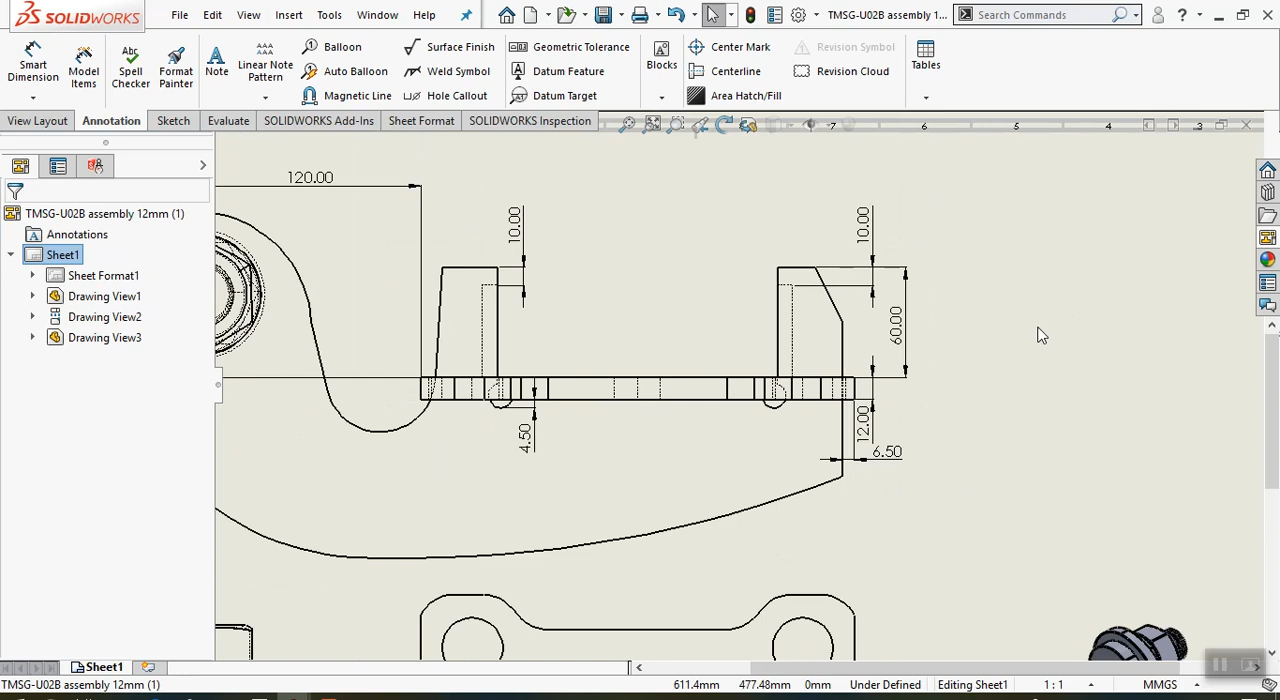 SOLIDWORKS
File Edit View Insert Tools Window Help
TMSG-U02B assembly 12mm (1...
Search Commands
?
Smart Dimension
Model Items
Spell Checker
Format Painter
Note
Linear Note Pattern
Balloon
Auto Balloon
Magnetic Line
Surface Finish
Weld Symbol
Hole Callout
Geometric Tolerance
Datum Feature
Datum Target
Blocks
Center Mark
Centerline
Area Hatch/Fill
Revision Symbol
Revision Cloud
Tables
View Layout Annotation Sketch Evaluate SOLIDWORKS Add-Ins Sheet Format SOLIDWORKS Inspection
7 6 5 4 3
TMSG-U02B assembly 12mm (1)
Annotations
Sheet1
Sheet Format1
Drawing View1
Drawing View2
Drawing View3
120.00
10.00
10.00
60.00
4.50
12.00
6.50
Sheet1
TMSG-U02B assembly 12mm (1)
611.4mm 477.48mm 0mm Under Defined Editing Sheet1 1 : 1 MMGS